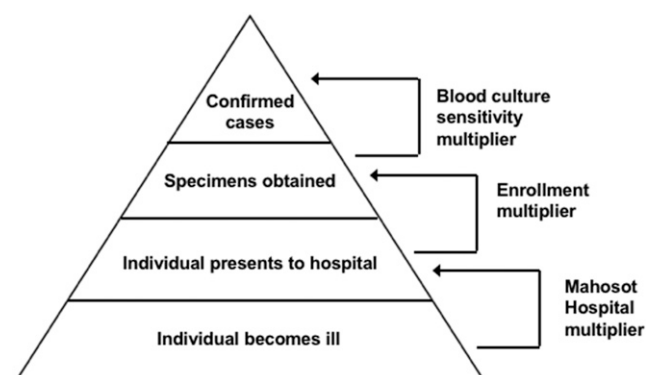 Confirmed
cases
Blood culture
sensitivity
multiplier
Specimens obtained
Enrollment
multiplier
Individual presents to hospital
Mahosot
Hospital
multiplier
Individual becomes ill